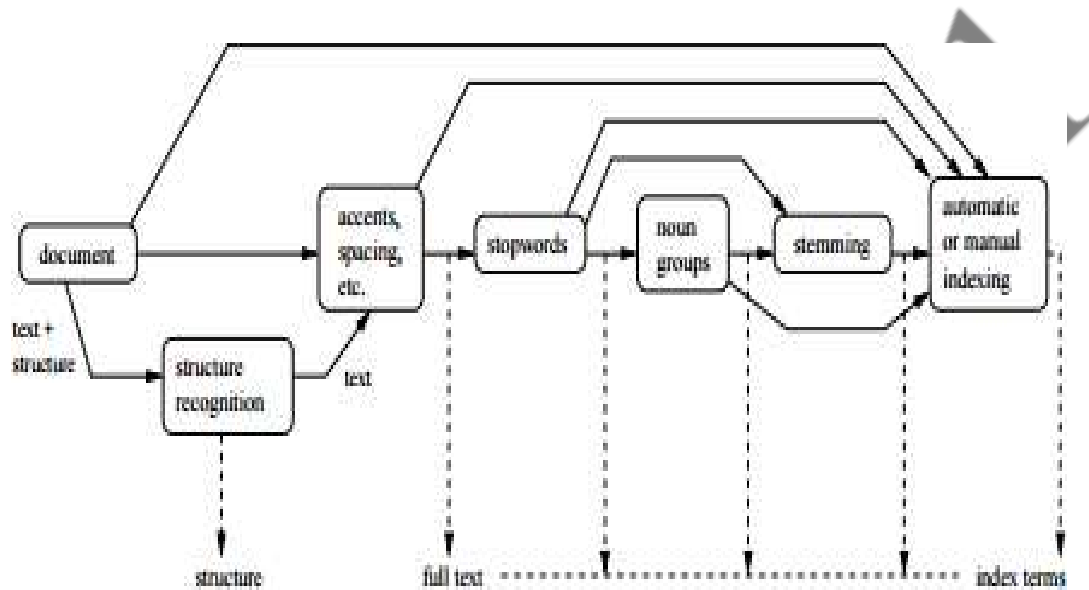 document
text +
structure
structure
recognition
text
accents,
spacing,
etc.
stopwords
noun
groups
stemming
automatic
or manual
indexing
structure
full text
index terms